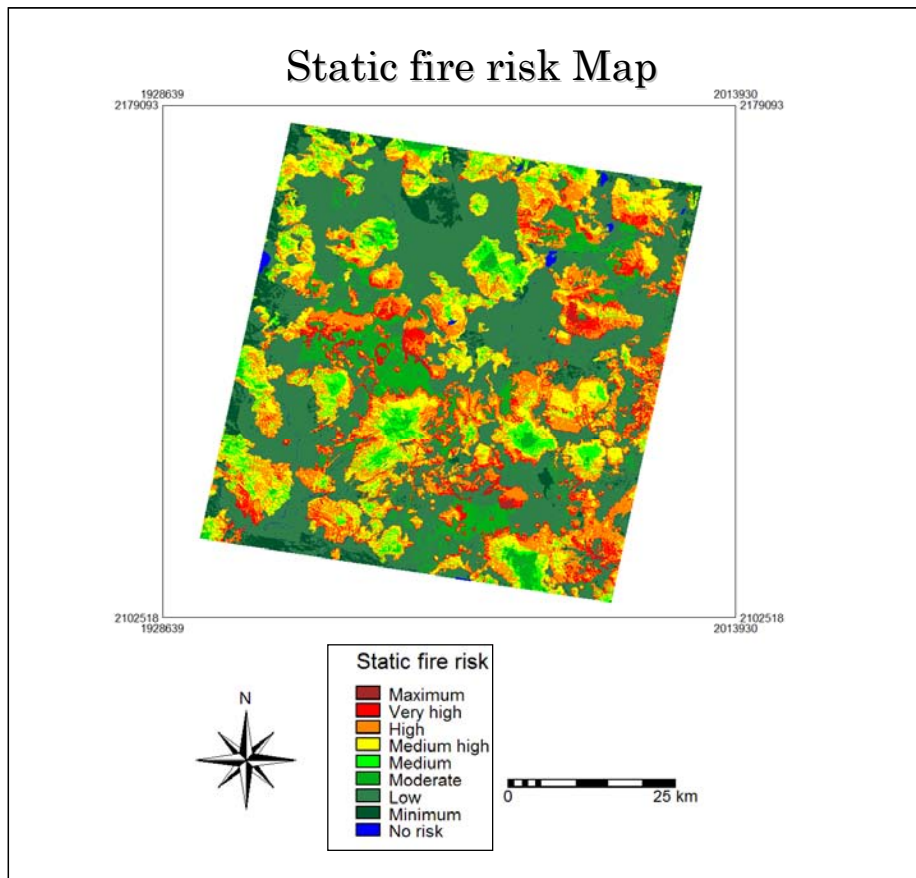 Static fire risk Map
1928639 2013930
2179093 2179093
2102518 2102518
1928639 2013930
Static fire risk
Maximum
Very high
High
Medium high
Medium
Moderate
Low
Minimum
No risk
N
0 25 km